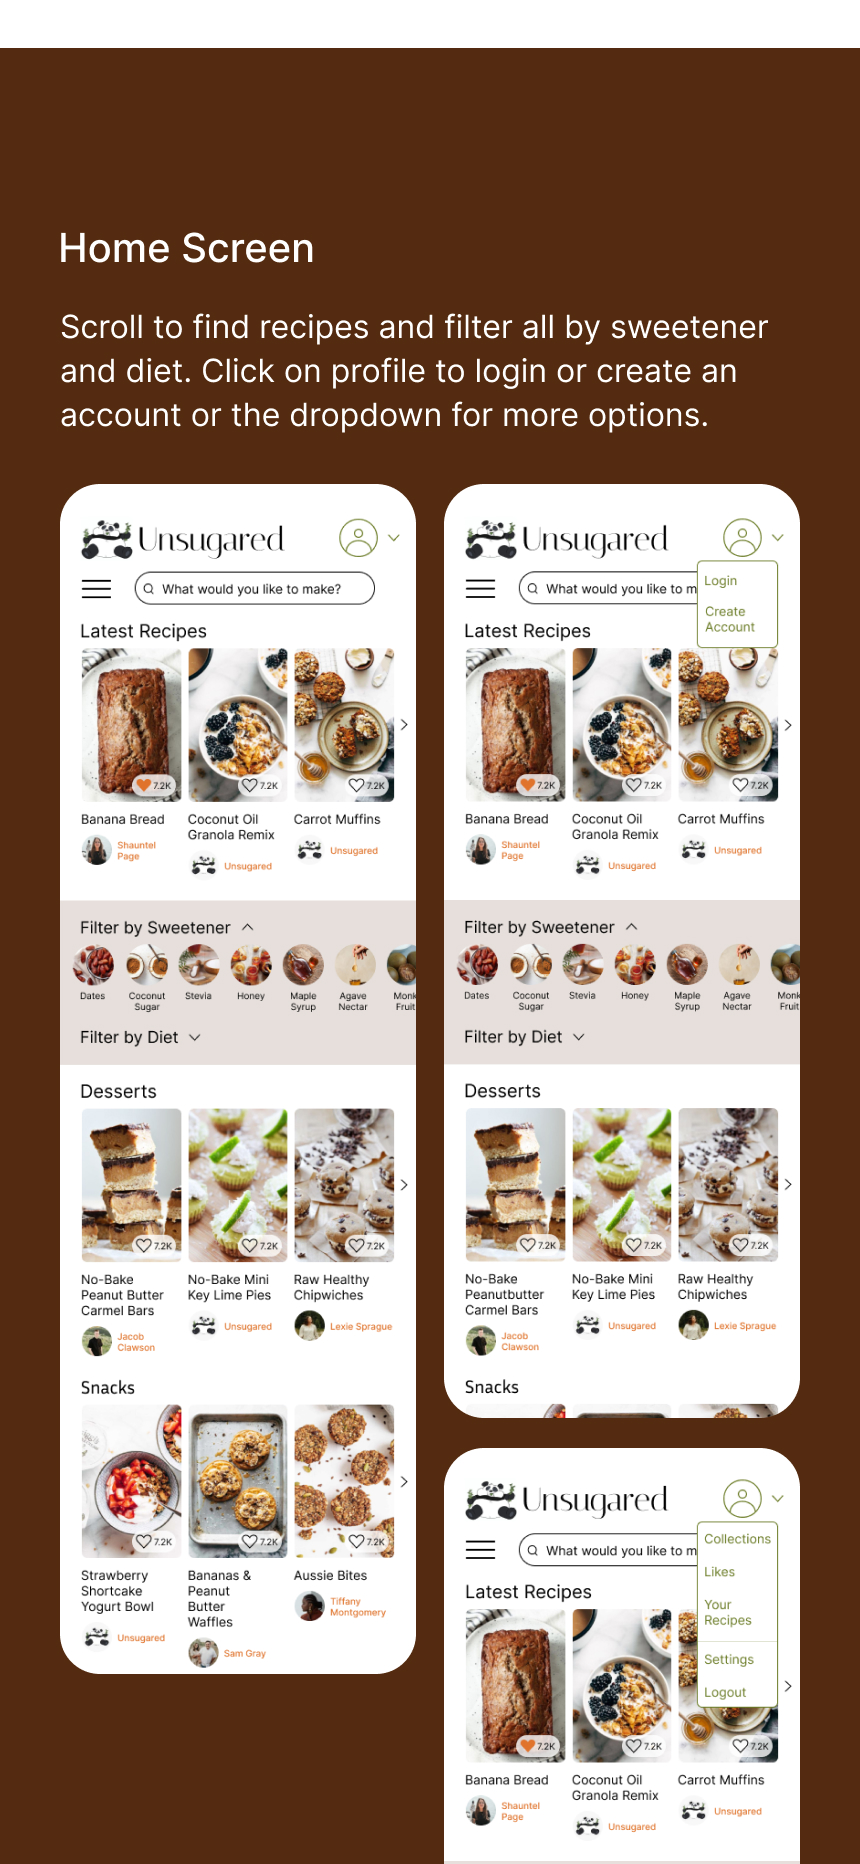 Home Screen
Scroll to find recipes and filter all by sweetener
and diet. Click on profile to login or create an
account or the dropdown for more options.
Unsugared
What would you like to make?
Latest Recipes
7.2K
7.2K
7.2K
Banana Bread
Coconut Oil
Granola Remix
Carrot Muffins
Shauntel
Page
Unsugared
Unsugared
Filter by Sweetener
Dates
Coconut
Sugar
Stevia
Honey
Maple
Syrup
Agave
Nectar
Monk
Fruit
Filter by Diet
Desserts
7.2K
7.2K
7.2K
No-Bake
Peanut Butter
Carmel Bars
No-Bake Mini
Key Lime Pies
Raw Healthy
Chipwiches
Jacob
Clawson
Unsugared
Lexie Sprague
Snacks
7.2K
7.2K
7.2K
Strawberry
Shortcake
Yogurt Bowl
Bananas &
Peanut
Butter
Waffles
Aussie Bites
Unsugared
Sam Gray
Tiffany
Montgomery
Unsugared
Login
Create
Account
What would you like to m
Latest Recipes
7.2K
7.2K
7.2K
Banana Bread
Coconut Oil
Granola Remix
Carrot Muffins
Shauntel
Page
Unsugared
Unsugared
Filter by Sweetener
Dates
Coconut
Sugar
Stevia
Honey
Maple
Syrup
Agave
Nectar
Monk
Fruit
Filter by Diet
Desserts
7.2K
7.2K
7.2K
No-Bake
Peanutbutter
Carmel Bars
No-Bake Mini
Key Lime Pies
Raw Healthy
Chipwiches
Jacob
Clawson
Unsugared
Lexie Sprague
Snacks
Unsugared
What would you like to m
Collections
Likes
Your
Recipes
Settings
Logout
Latest Recipes
7.2K
7.2K
7.2K
Banana Bread
Coconut Oil
Granola Remix
Carrot Muffins
Shauntel
Page
Unsugared
Unsugared